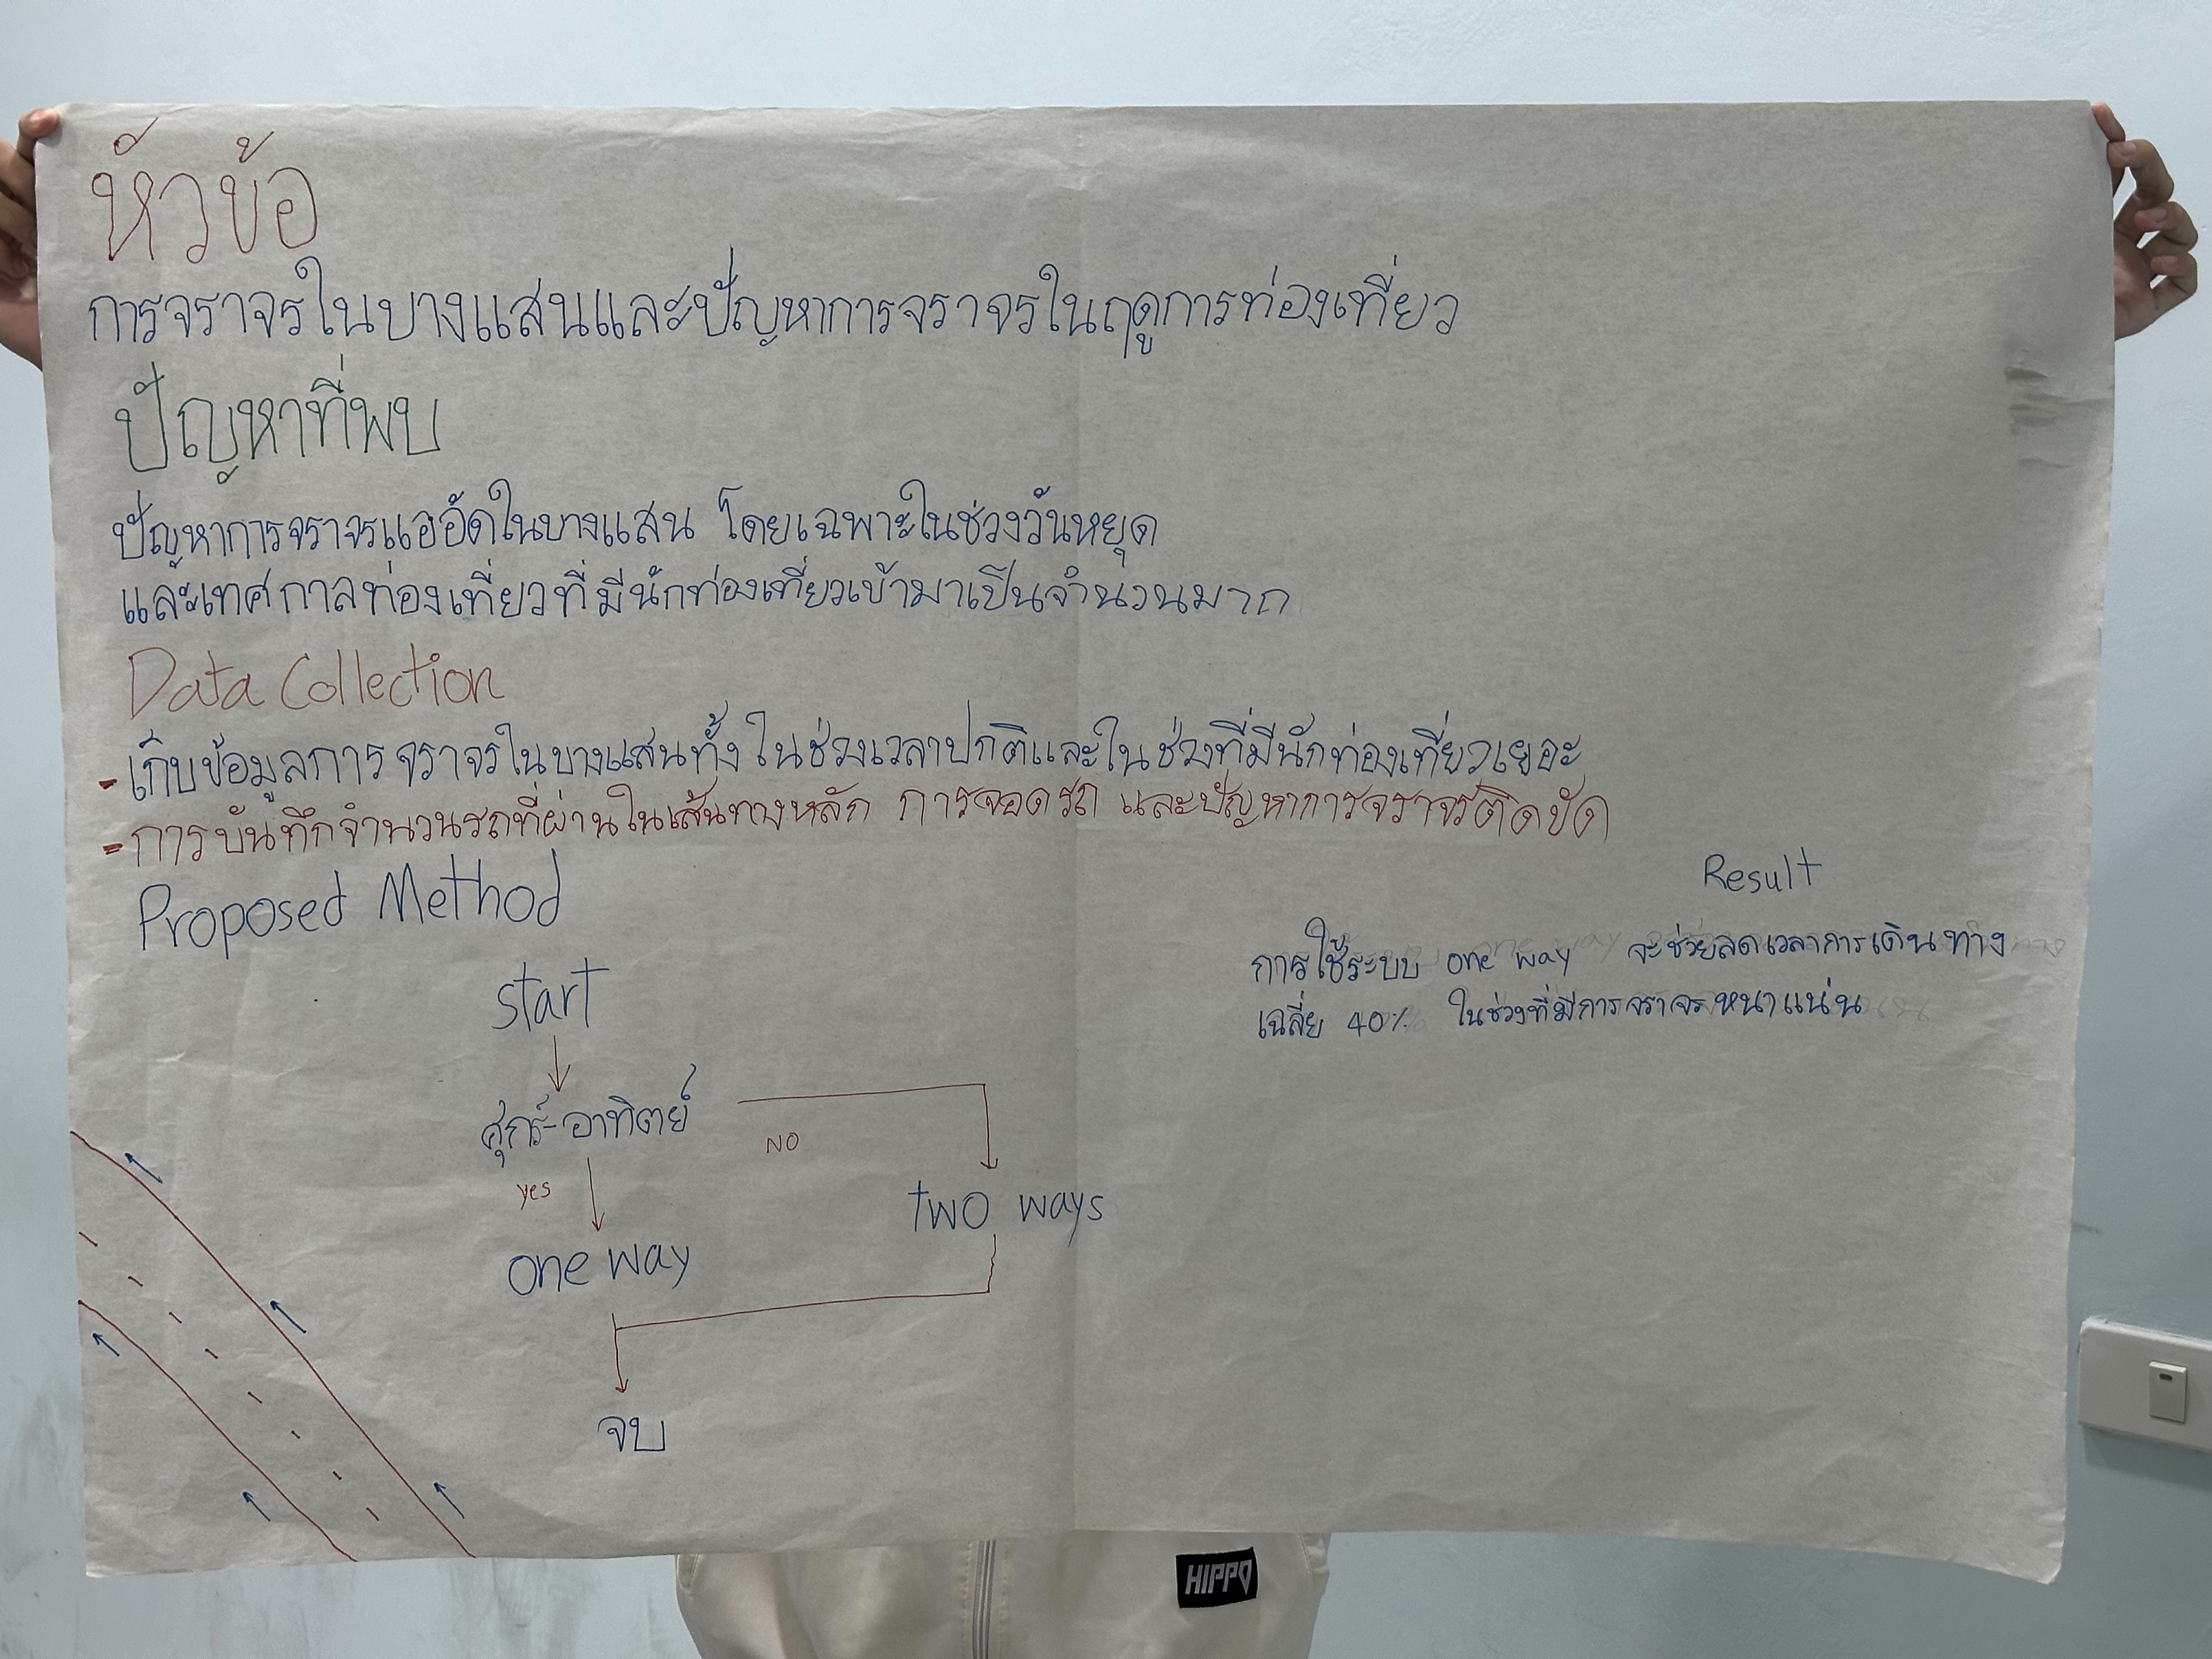 หัวข้อ
การจราจรในบางแสนและปัญหาการจราจรในฤดูการท่องเที่ยว
ปัญหาที่พบ
ปัญหาการจราจรแออัดในบางแสน โดยเฉพาะในช่วงวันหยุด
และเทศกาลท่องเที่ยวที่มีนักท่องเที่ยวเข้ามาเป็นจำนวนมาก
Data Collection
- เก็บข้อมูลการจราจรในบางแสนทั้งในช่วงเวลาปกติและในช่วงที่มีนักท่องเที่ยวเยอะ
- การบันทึกจำนวนรถที่ผ่านในเส้นทางหลัก การจอดรถ และปัญหาการจราจรติดขัด
Proposed Method
start
ศุกร์-อาทิตย์
NO
yes
two ways
one way
จบ
Result
การใช้ระบบ one way จะช่วยลดเวลาการเดินทาง
เฉลี่ย 40% ในช่วงที่มีการจราจรหนาแน่น
HIPPO